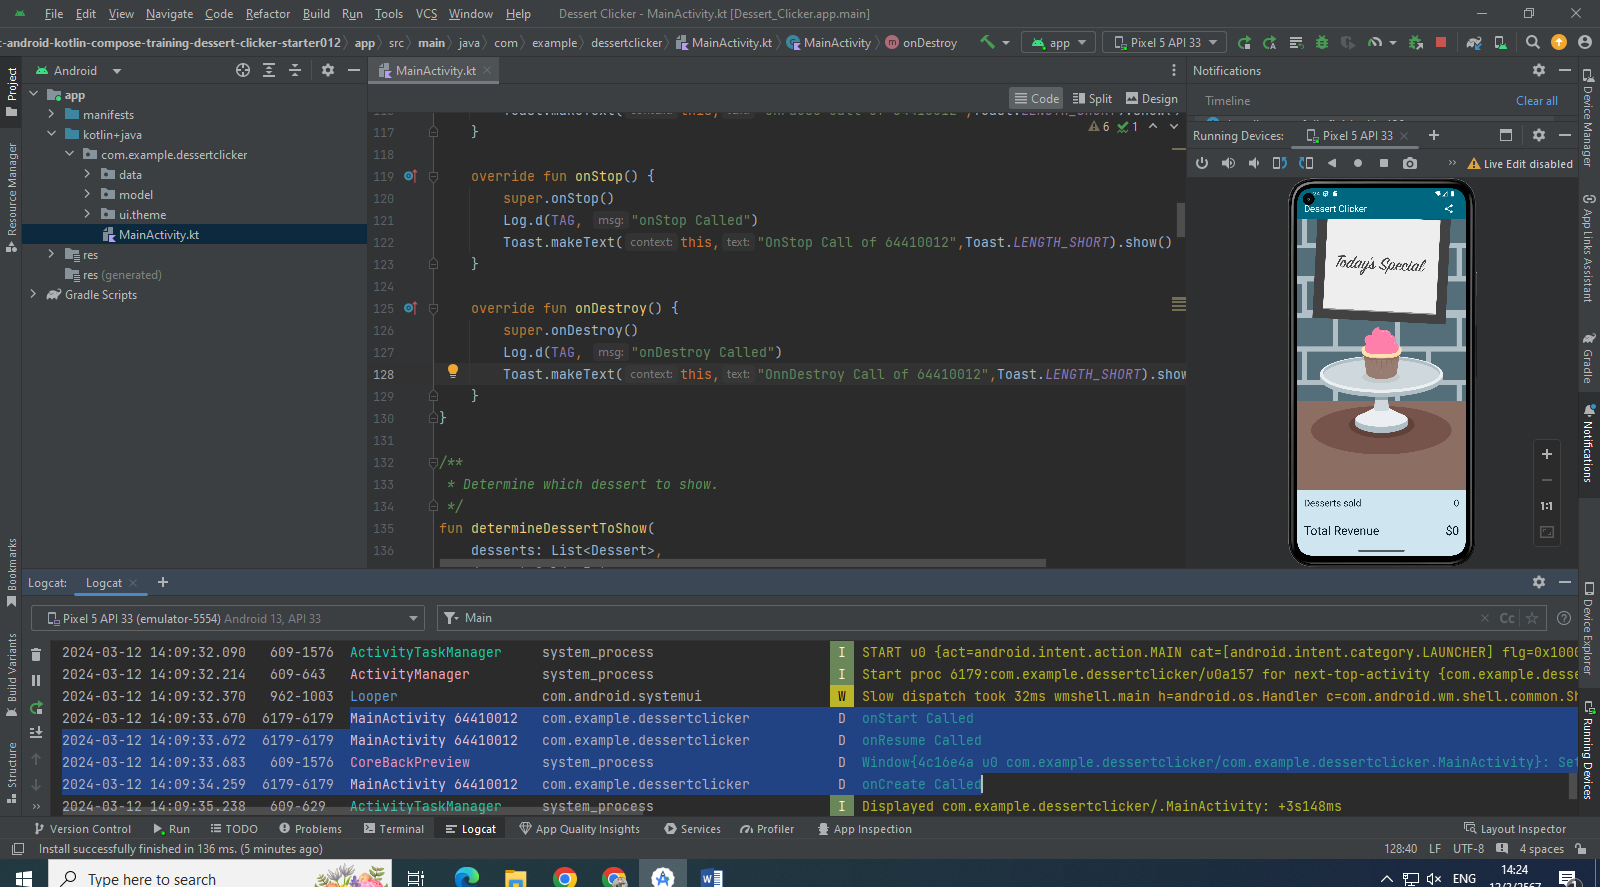 File Edit View Navigate Code Refactor Build Run Tools VCS Window Help Dessert Clicker - MainActivity.kt [Dessert_Clicker.app.main]
-android-kotlin-compose-training-dessert-clicker-starter012 app src main java com example dessertclicker MainActivity.kt MainActivity onDestroy app Pixel 5 API 33
Android MainActivity.kt Notifications
Code Split Design Timeline Clear all
app
manifests
kotlin+java
com.example.dessertclicker
data
model
ui.theme
MainActivity.kt
res
res (generated)
Gradle Scripts
117 }
118
119 override fun onStop() {
120 super.onStop()
121 Log.d(TAG, msg: "onStop Called")
122 Toast.makeText( context: this, text: "OnStop Call of 64410012",Toast.LENGTH_SHORT).show()
123 }
124
125 override fun onDestroy() {
126 super.onDestroy()
127 Log.d(TAG, msg: "onDestroy Called")
128 Toast.makeText( context: this, text: "OnnDestroy Call of 64410012",Toast.LENGTH_SHORT).show
129 }
130 }
131
132 /**
133 * Determine which dessert to show.
134 */
135 fun determineDessertToShow(
136 desserts: List<Dessert>,
6 1
Running Devices: Pixel 5 API 33
Live Edit disabled
Dessert Clicker
Today's Special
Desserts sold 0
Total Revenue $0
1:1
Project
Resource Manager
Bookmarks
Build Variants
Structure
Device Manager
App Links Assistant
Gradle
Notifications
Device Explorer
Running Devices
Logcat: Logcat
Pixel 5 API 33 (emulator-5554) Android 13, API 33 Main Cc
2024-03-12 14:09:32.090 609-1576 ActivityTaskManager system_process I START u0 {act=android.intent.action.MAIN cat=[android.intent.category.LAUNCHER] flg=0x1000
2024-03-12 14:09:32.214 609-643 ActivityManager system_process I Start proc 6179:com.example.dessertclicker/u0a157 for next-top-activity {com.example.desse
2024-03-12 14:09:32.370 962-1003 Looper com.android.systemui W Slow dispatch took 32ms wmshell.main h=android.os.Handler c=com.android.wm.shell.common.Sh
2024-03-12 14:09:33.670 6179-6179 MainActivity 64410012 com.example.dessertclicker D onStart Called
2024-03-12 14:09:33.672 6179-6179 MainActivity 64410012 com.example.dessertclicker D onResume Called
2024-03-12 14:09:33.683 609-1576 CoreBackPreview system_process D Window{4c16e4a u0 com.example.dessertclicker/com.example.dessertclicker.MainActivity}: Set
2024-03-12 14:09:34.259 6179-6179 MainActivity 64410012 com.example.dessertclicker D onCreate Called
2024-03-12 14:09:35.238 609-629 ActivityTaskManager system_process I Displayed com.example.dessertclicker/.MainActivity: +3s148ms
Version Control Run TODO Problems Terminal Logcat App Quality Insights Services Profiler App Inspection Layout Inspector
Install successfully finished in 136 ms. (5 minutes ago) 128:40 LF UTF-8 4 spaces
Type here to search ENG 14:24